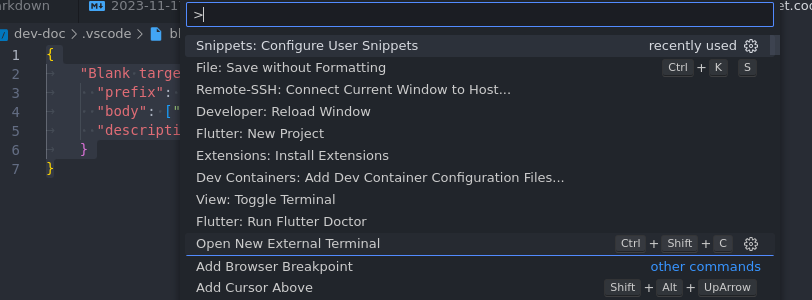 rkdown
2023-11-1
et.co
>
dev-doc > .vscode > bl
Snippets: Configure User Snippets recently used
File: Save without Formatting Ctrl + K S
Remote-SSH: Connect Current Window to Host...
Developer: Reload Window
Flutter: New Project
Extensions: Install Extensions
Dev Containers: Add Dev Container Configuration Files...
View: Toggle Terminal
Flutter: Run Flutter Doctor
Open New External Terminal Ctrl + Shift + C
Add Browser Breakpoint other commands
Add Cursor Above Shift + Alt + UpArrow
1 {
2 "Blank targe
3 "prefix":
4 "body": ["
5 "descripti
6 }
7 }